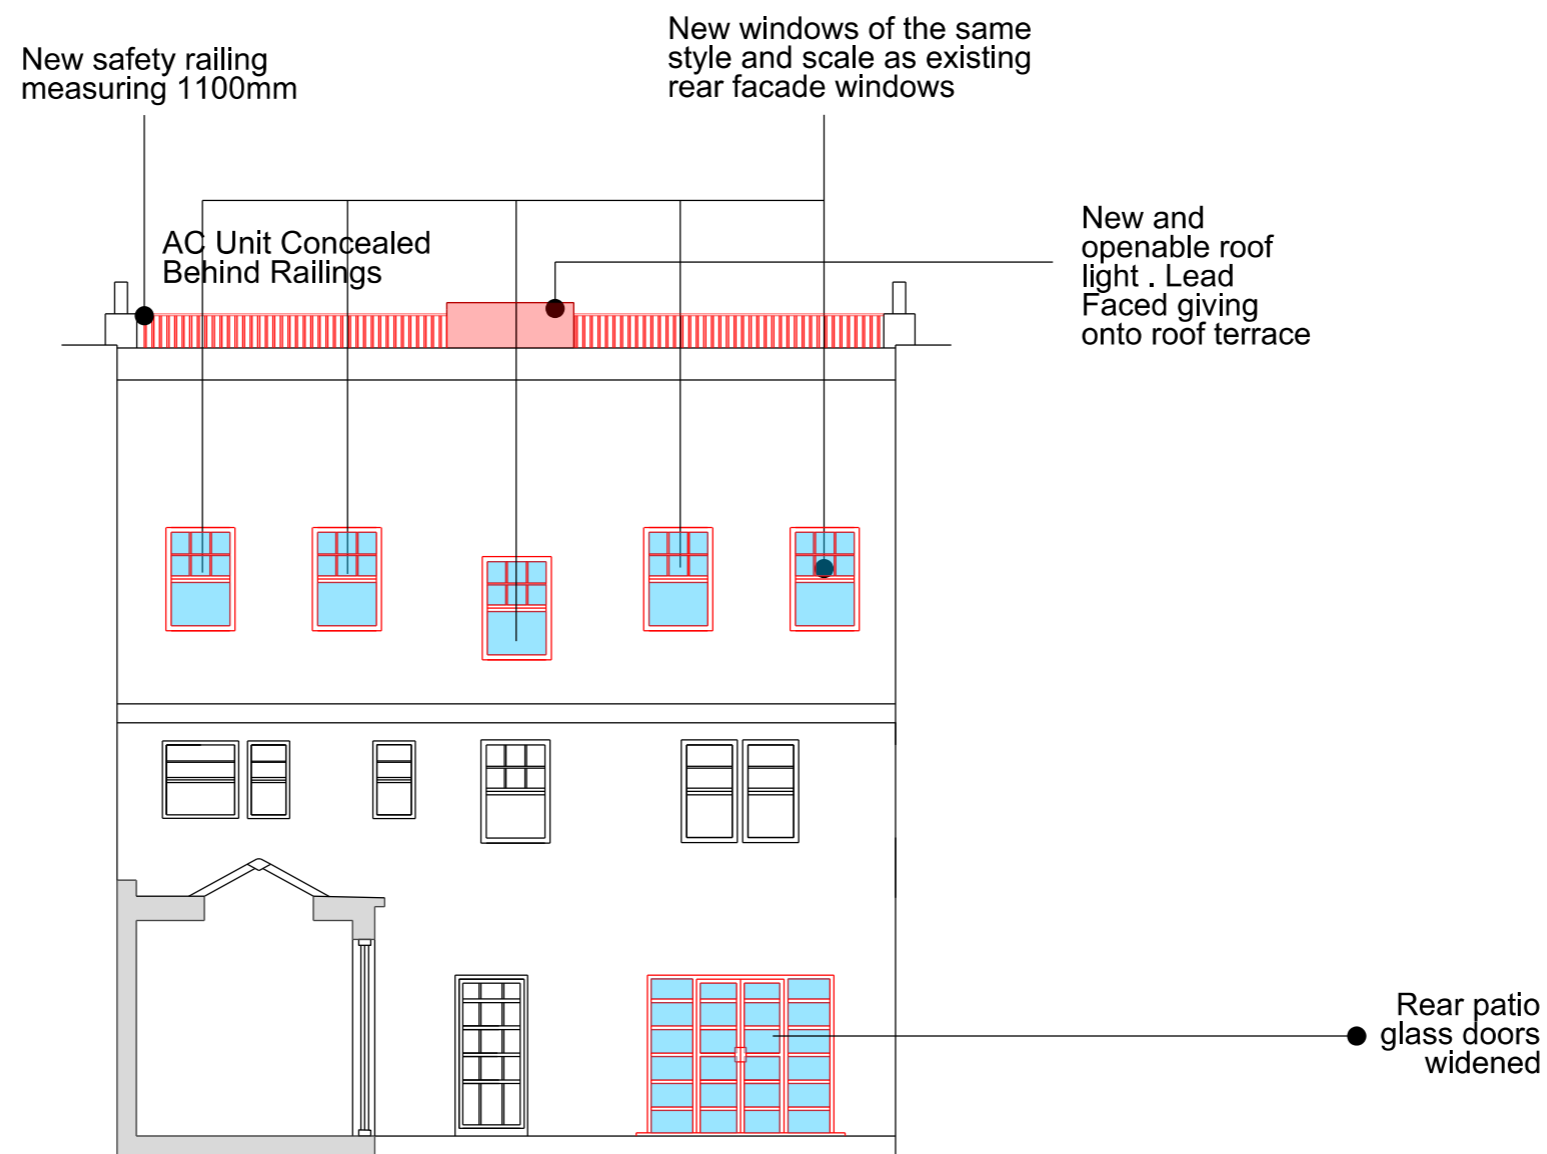 New safety railing
measuring 1100mm
New windows of the same
style and scale as existing
rear facade windows
AC Unit Concealed
Behind Railings
New and
openable roof
light . Lead
Faced giving
onto roof terrace
Rear patio
glass doors
widened